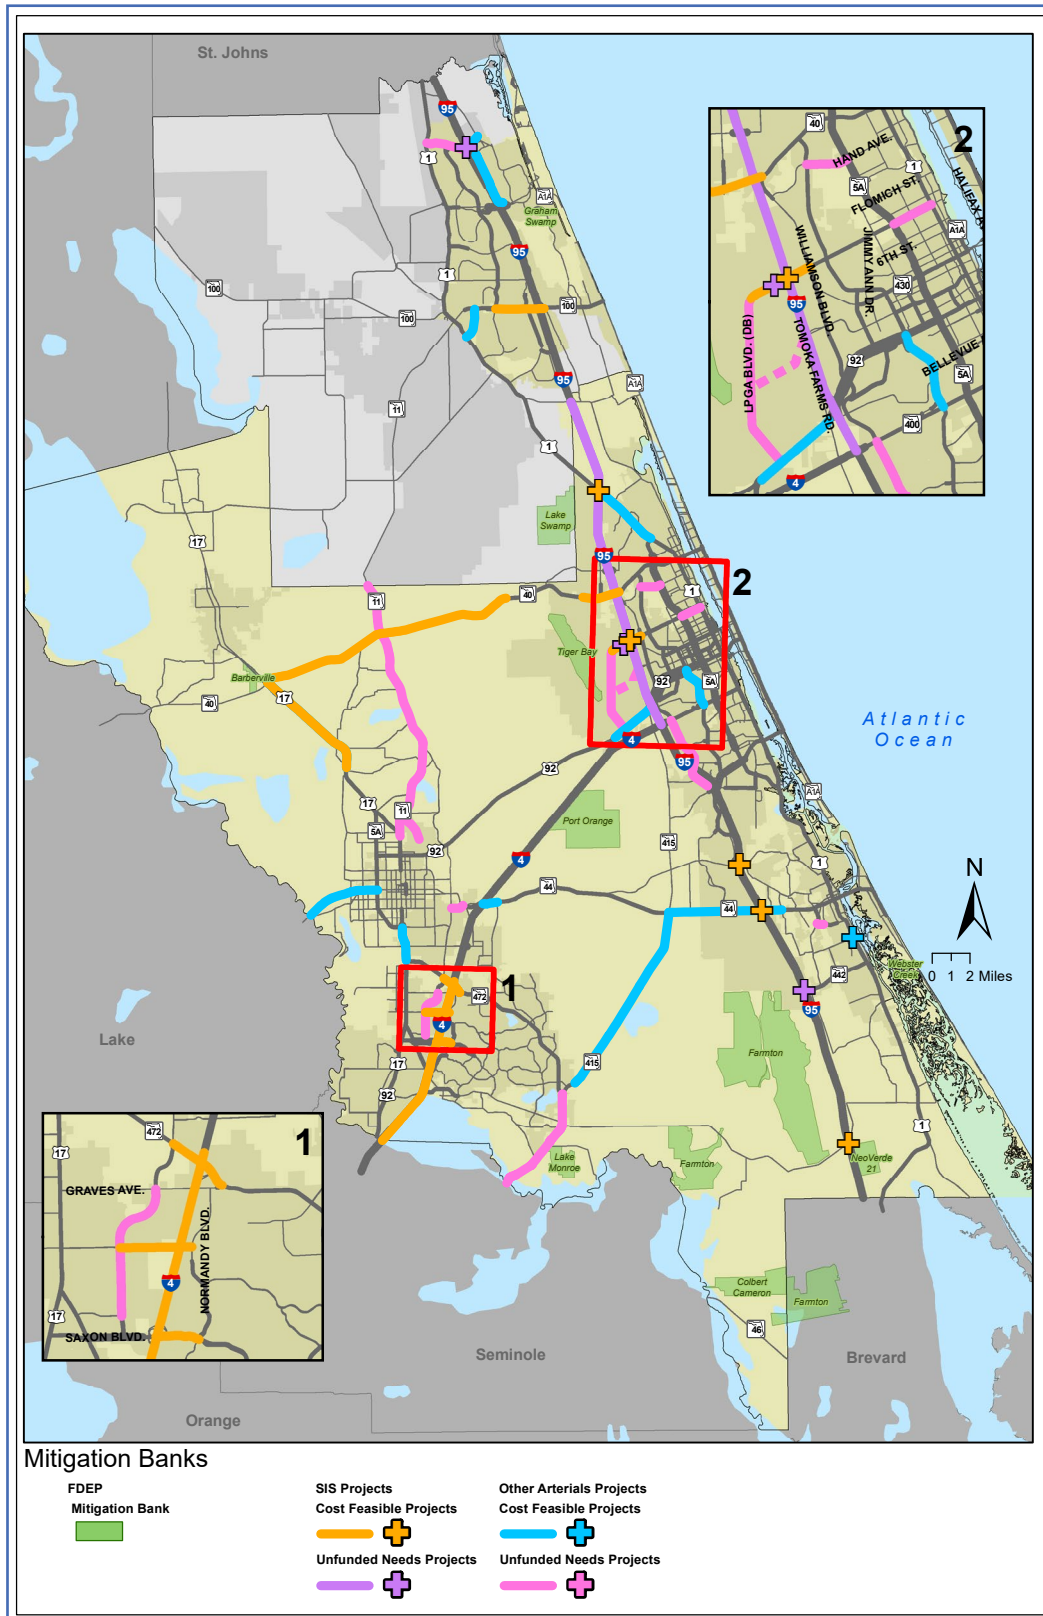 St. Johns
95
1
A1A
Graham
Swamp
95
1
100
100
100
95
A1A
11
1
Lake
Swamp
17
95
2
11
40
1
Tiger Bay
Barberville
17
40
92
5A
4
95
Atlantic
Ocean
92
17
11
5A
A1A
Port Orange
415
92
4
1
44
44
N
0 1 2 Miles
Webster
Creek
442
1
472
95
4
415
17
92
Farmton
1
Lake
Monroe
Farmton
NeoVerde
21
Lake
Colbert
Cameron
Farmton
46
Seminole
Brevard
Orange
2
40
HAND AVE.
1
5A
FLOMICH ST.
HALIFAX A
A1A
WILLIAMSON BLVD.
JIMMY ANN DR.
6TH ST.
430
95
LPGA BLVD. (DB)
TOMOKA FARMS RD.
92
BELLEVUE
5A
400
4
1
472
17
GRAVES AVE.
NORMANDY BLVD.
4
17
SAXON BLVD.
Mitigation Banks
FDEP
Mitigation Bank
SIS Projects
Cost Feasible Projects
Unfunded Needs Projects
Other Arterials Projects
Cost Feasible Projects
Unfunded Needs Projects